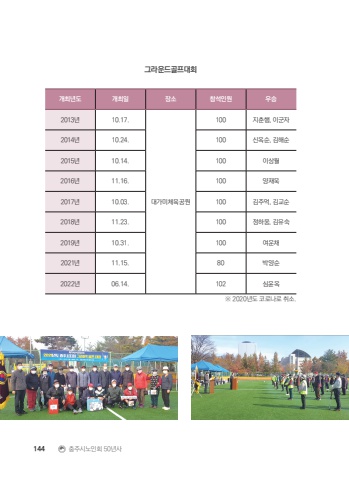 그라운드골프대회
개최년도 개최일 장소 참석인원 우승
2013년 10.17. 100 지춘행, 이군자
2014년 10.24. 100 신옥순, 김해순
2015년 10.14. 100 이상월
2016년 11.16. 100 양재옥
2017년 10.03. 대가미체육공원 100 김주억, 김교순
2018년 11.23. 100 정하웅, 김유숙
2019년 10.31. 100 여운채
2021년 11.15. 80 박영순
2022년 06.14. 102 심윤옥
※ 2020년도 코로나로 취소.
144 충주시노인회 50년사